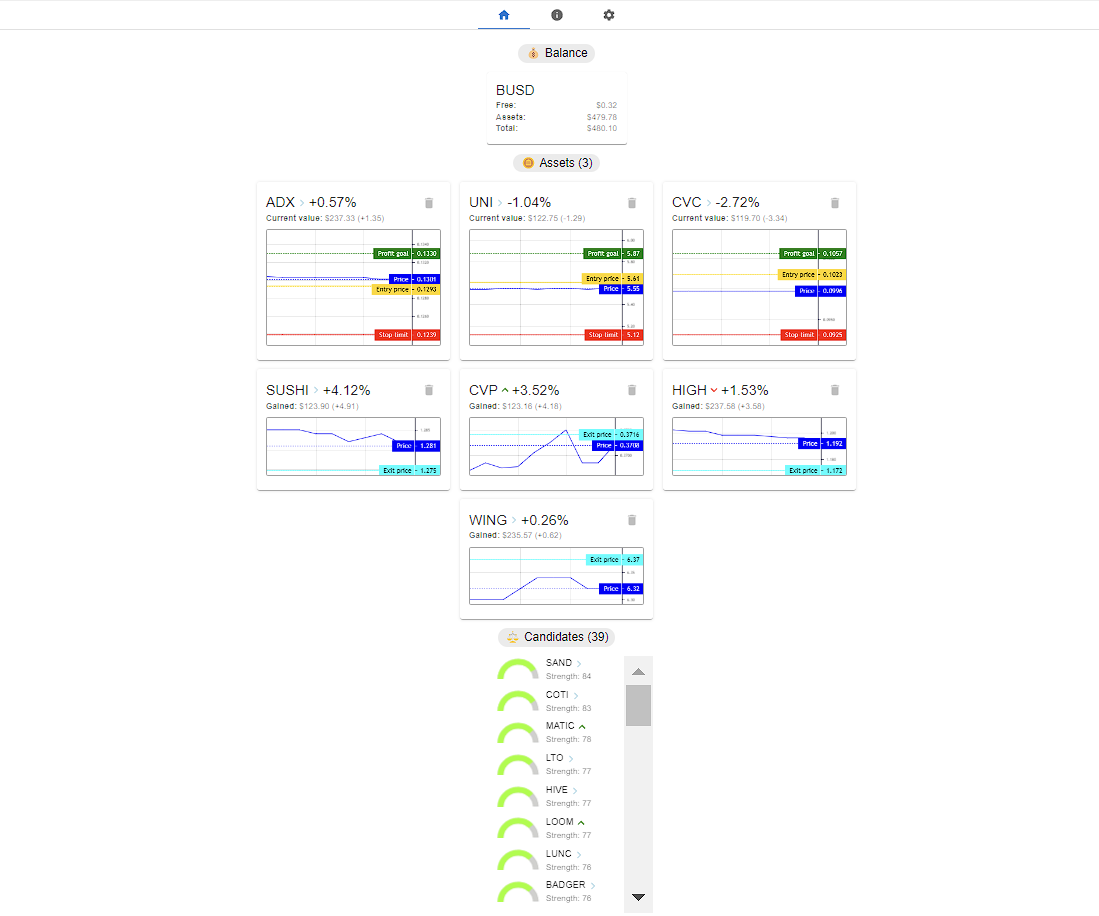 Balance
BUSD
Free: $0.32
Assets: $479.78
Total: $480.10
Assets (3)
ADX +0.57%
Current value: $237.33 (+1.35)
Profit goal - 0.1330
Price - 0.1301
Entry price - 0.1293
Stop limit - 0.1239
UNI -1.04%
Current value: $122.75 (-1.29)
Profit goal - 5.87
Entry price - 5.61
Price - 5.55
Stop limit - 5.12
CVC -2.72%
Current value: $119.70 (-3.34)
Profit goal - 0.1057
Entry price - 0.1023
Price - 0.0996
Stop limit - 0.0925
SUSHI +4.12%
Gained: $123.90 (+4.91)
Price - 1.281
Exit price - 1.275
CVP +3.52%
Gained: $123.16 (+4.18)
Exit price - 0.3716
Price - 0.3708
HIGH +1.53%
Gained: $237.58 (+3.58)
Price - 1.192
Exit price - 1.172
WING +0.26%
Gained: $235.57 (+0.62)
Exit price - 6.37
Price - 6.32
Candidates (39)
SAND
Strength: 84
COTI
Strength: 83
MATIC
Strength: 78
LTO
Strength: 77
HIVE
Strength: 77
LOOM
Strength: 77
LUNC
Strength: 76
BADGER
Strength: 76